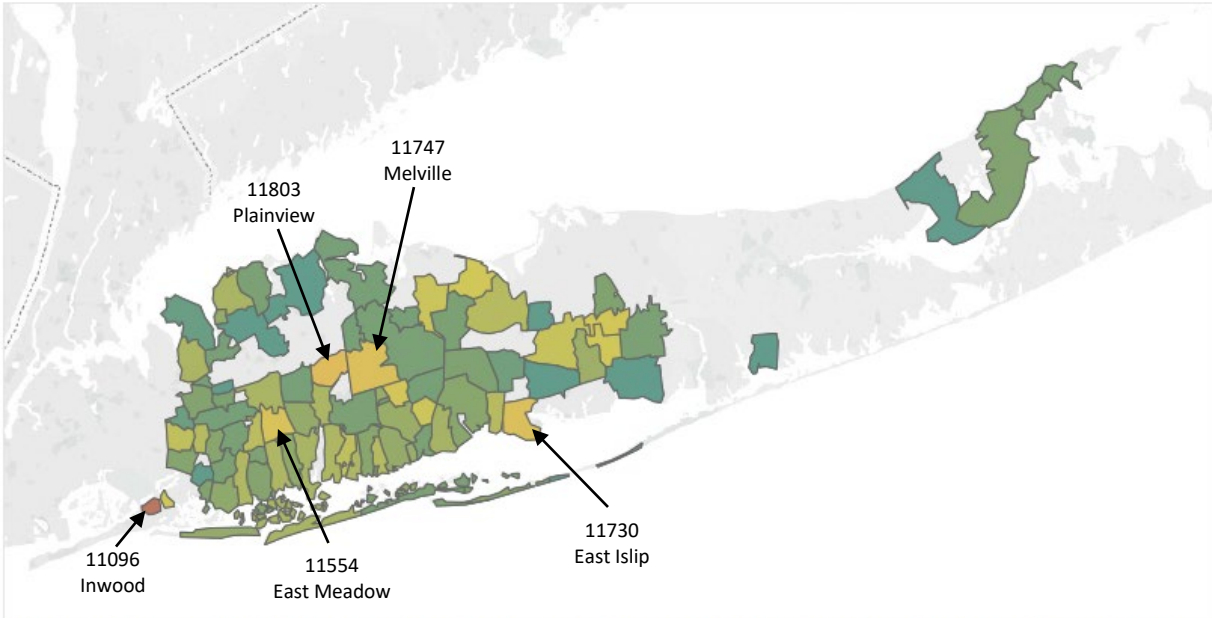 11747
Melville
11803
Plainview
11096
Inwood
11554
East Meadow
11730
East Islip